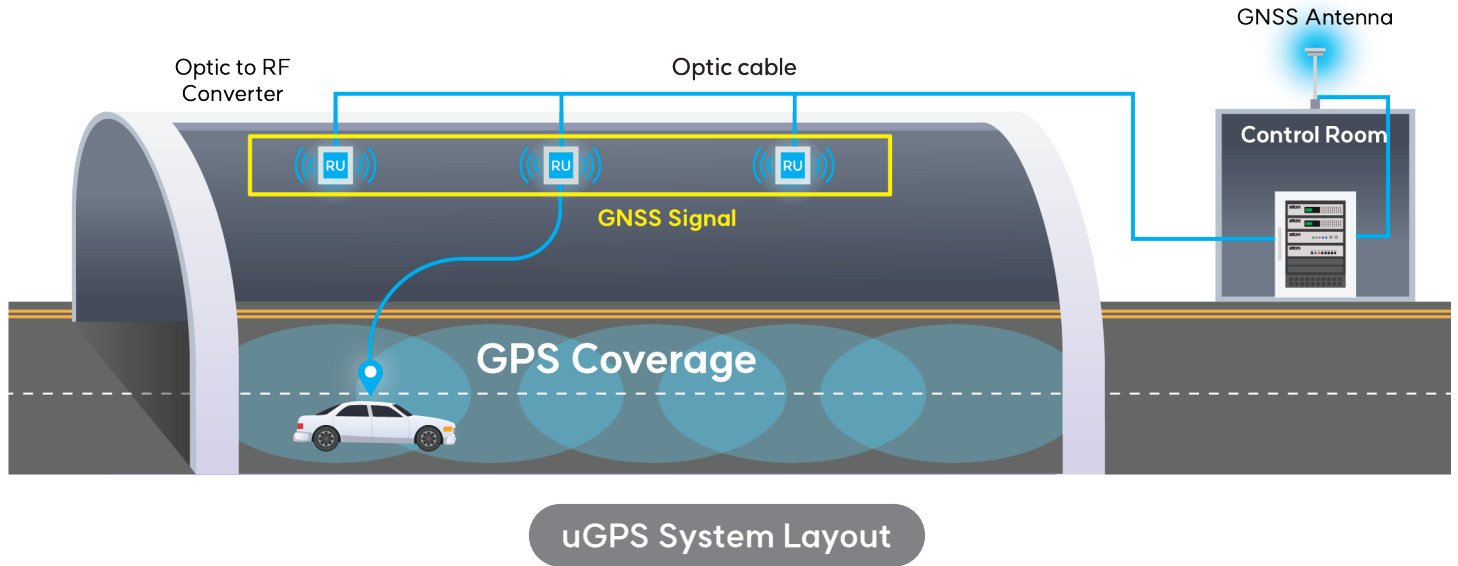 GNSS Antenna
Optic to RF
Converter
Optic cable
Control Room
RU
RU
RU
GNSS Signal
GPS Coverage
uGPS System Layout